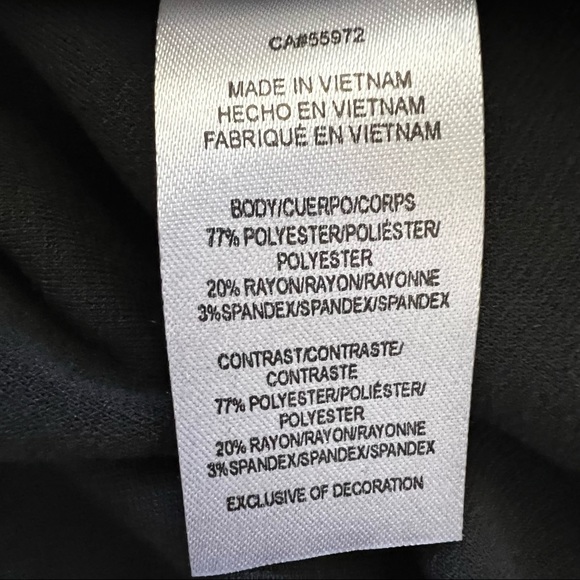 CA#55972
MADE IN VIETNAM
HECHO EN VIETNAM
FABRIQUÉ EN VIETNAM
BODY/CUERPO/CORPS
77% POLYESTER/POLIÉSTER/
POLYESTER
20% RAYON/RAYON/RAYONNE
3%SPANDEX/SPANDEX/SPANDEX
CONTRAST/CONTRASTE/
CONTRASTE
77% POLYESTER/POLIÉSTER/
POLYESTER
20% RAYON/RAYON/RAYONNE
3%SPANDEX/SPANDEX/SPANDEX
EXCLUSIVE OF DECORATION